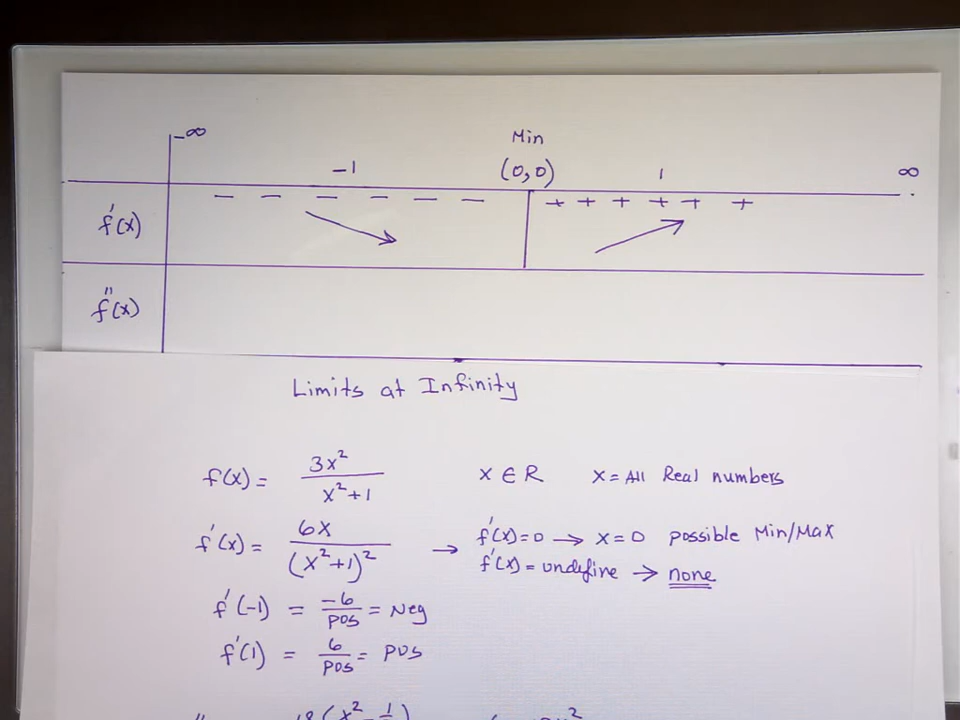 -∞ -1 Min (0,0) 1 ∞
f'(x) - - - - - - + + + + + +
f''(x)
Limits at Infinity
f(x) = 3x²/x²+1 x ∈ R x = All Real numbers
f'(x) = 6x/(x²+1)² → f'(x)=0 → x=0 possible Min/Max
f'(x) = undefine → none
f'(-1) = -6/pos = Neg
f'(1) = 6/pos = pos